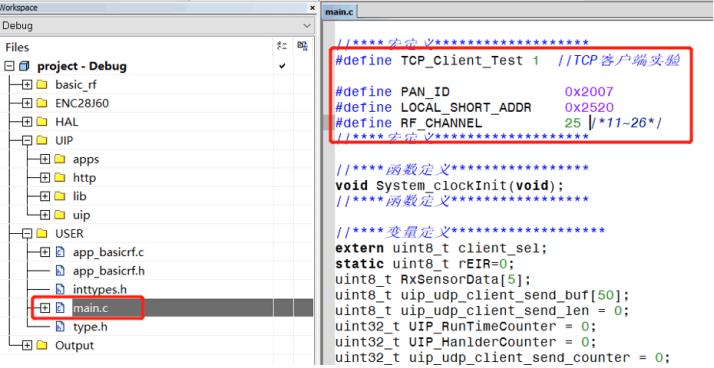 Workspace
Debug
Files
project - Debug
basic_rf
ENC28J60
HAL
UIP
apps
http
lib
uip
USER
app_basicrf.c
app_basicrf.h
inttypes.h
main.c
type.h
Output
main.c
//****宏定义*******************
#define TCP_Client_Test 1 //TCP客户端实验
#define PAN_ID 0x2007
#define LOCAL_SHORT_ADDR 0x2520
#define RF_CHANNEL 25 /*11~26*/
//****宏定义*******************
//****函数定义*****************
void System_clockInit(void);
//****函数定义*****************
//****变量定义*******************
extern uint8_t client_sel;
static uint8_t rEIR=0;
uint8_t RxSensorData[5];
uint8_t uip_udp_client_send_buf[50];
uint8_t uip_udp_client_send_len = 0;
uint32_t UIP_RunTimeCounter = 0;
uint32_t UIP_HanlderCounter = 0;
uint32_t uip_udp_client_send_counter = 0;